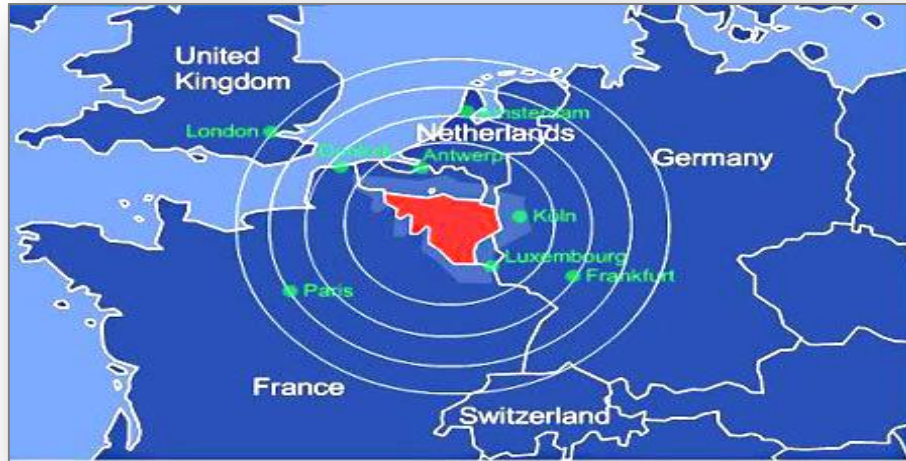 United
Kingdom
Amsterdam
London
Netherlands
Antwerp
Germany
Köln
Luxembourg
Frankfurt
Paris
France
Switzerland